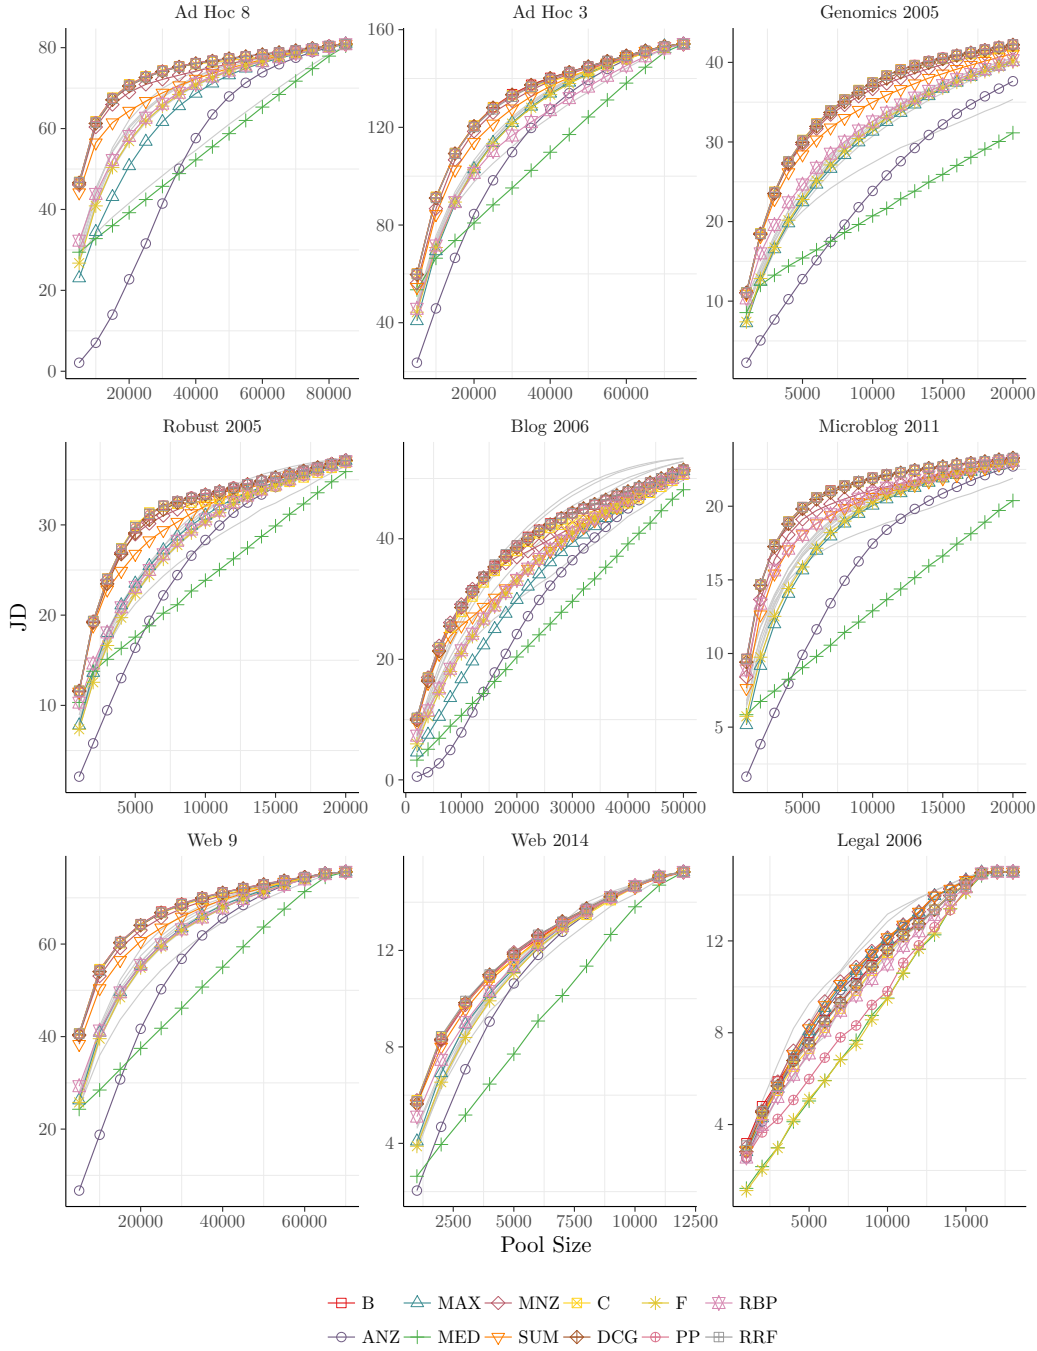 Ad Hoc 8 Ad Hoc 3 Genomics 2005
80 60 40 20 0
20000 40000 60000 80000
160 120 80 40
20000 40000 60000
40 30 20 10
5000 10000 15000 20000
Robust 2005 Blog 2006 Microblog 2011
JD
30 20 10
5000 10000 15000 20000
40 20 0
0 10000 20000 30000 40000 50000
20 15 10 5
5000 10000 15000 20000
Web 9 Web 2014 Legal 2006
60 40 20
20000 40000 60000
12 8 4
2500 5000 7500 10000 12500
12 8 4
5000 10000 15000
Pool Size
B MAX MNZ C F RBP
ANZ MED SUM DCG PP RRF